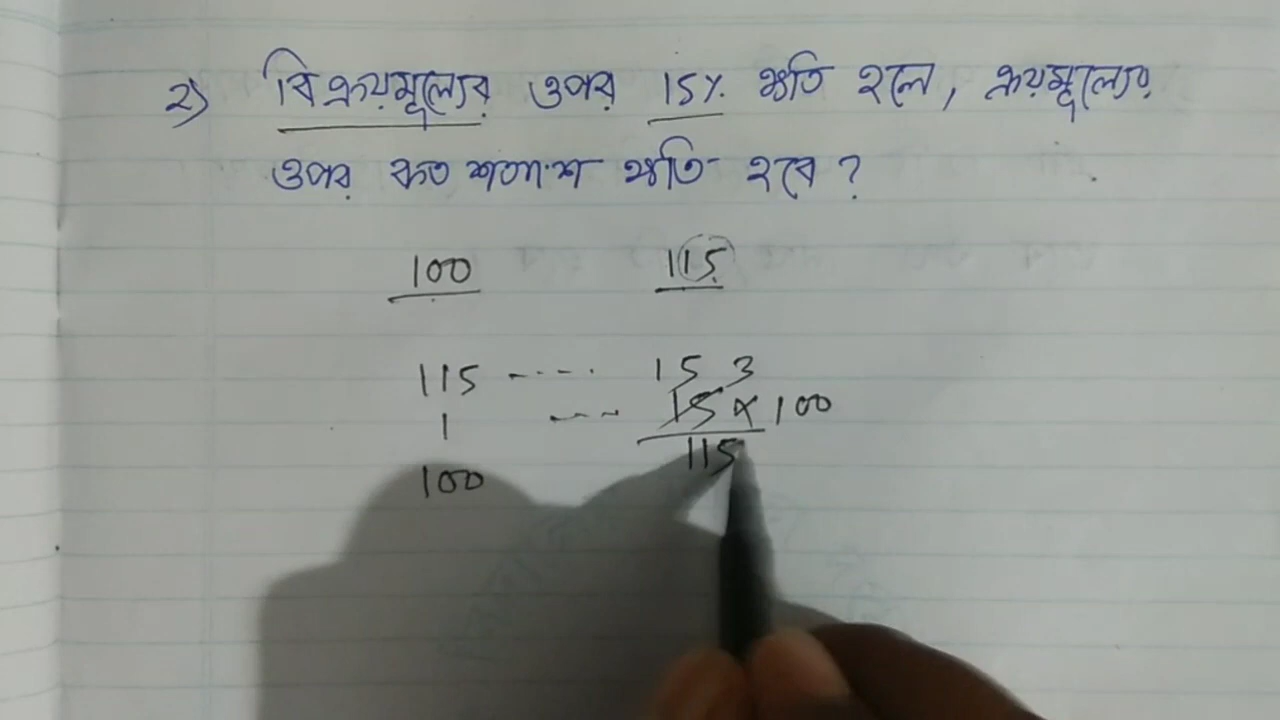 ২) বিক্রয়মূল্যের ওপর 15% ক্ষতি হলে, ক্রয়মূল্যের
ওপর কত শতাংশ ক্ষতি হবে ?
100 115
115 ---- 15 3
1 --- 15 × 100
115
100